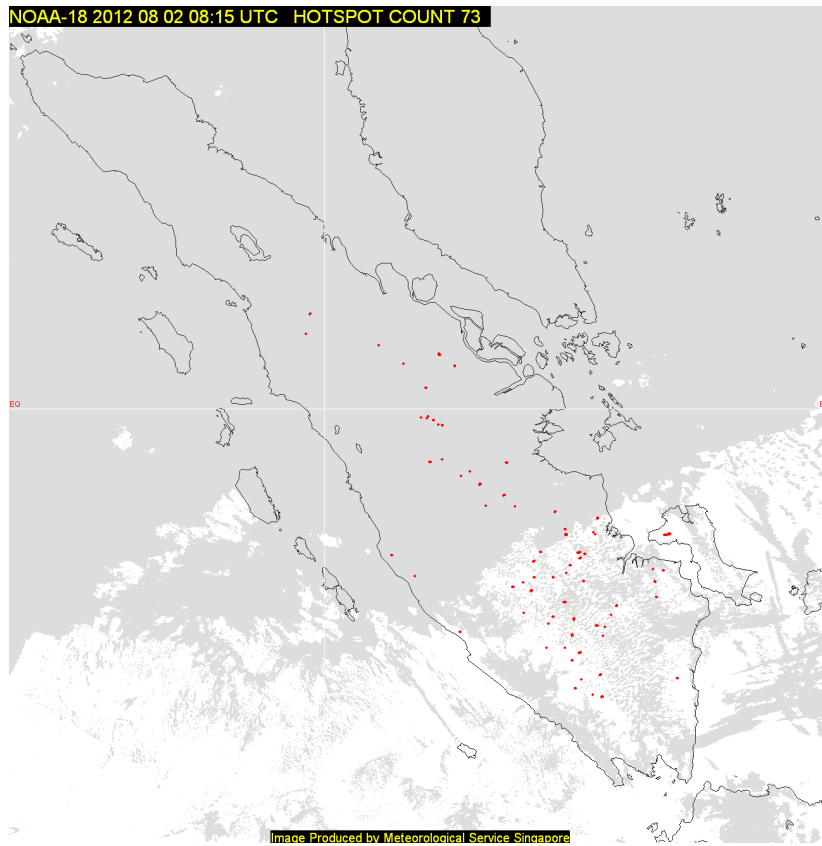 NOAA-18 2012 08 02 08:15 UTC HOTSPOT COUNT 73
EQ
E
Image Produced by Meteorological Service Singapore